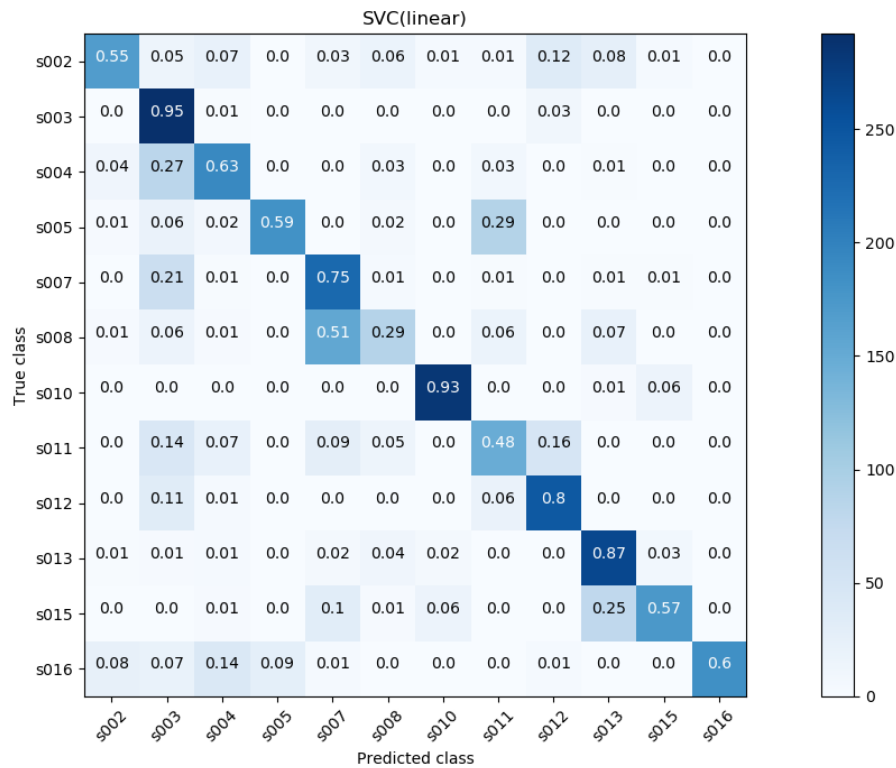 SVC(linear)
s002 0.55 0.05 0.07 0.0 0.03 0.06 0.01 0.01 0.12 0.08 0.01 0.0
s003 0.0 0.95 0.01 0.0 0.0 0.0 0.0 0.0 0.03 0.0 0.0 0.0
s004 0.04 0.27 0.63 0.0 0.0 0.03 0.0 0.03 0.0 0.01 0.0 0.0
s005 0.01 0.06 0.02 0.59 0.0 0.02 0.0 0.29 0.0 0.0 0.0 0.0
s007 0.0 0.21 0.01 0.0 0.75 0.01 0.0 0.01 0.0 0.01 0.01 0.0
s008 0.01 0.06 0.01 0.0 0.51 0.29 0.0 0.06 0.0 0.07 0.0 0.0
s010 0.0 0.0 0.0 0.0 0.0 0.0 0.93 0.0 0.0 0.01 0.06 0.0
s011 0.0 0.14 0.07 0.0 0.09 0.05 0.0 0.48 0.16 0.0 0.0 0.0
s012 0.0 0.11 0.01 0.0 0.0 0.0 0.0 0.06 0.8 0.0 0.0 0.0
s013 0.01 0.01 0.01 0.0 0.02 0.04 0.02 0.0 0.0 0.87 0.03 0.0
s015 0.0 0.0 0.01 0.0 0.1 0.01 0.06 0.0 0.0 0.25 0.57 0.0
s016 0.08 0.07 0.14 0.09 0.01 0.0 0.0 0.0 0.01 0.0 0.0 0.6
s002 s003 s004 s005 s007 s008 s010 s011 s012 s013 s015 s016
Predicted class
True class
250
200
150
100
50
0